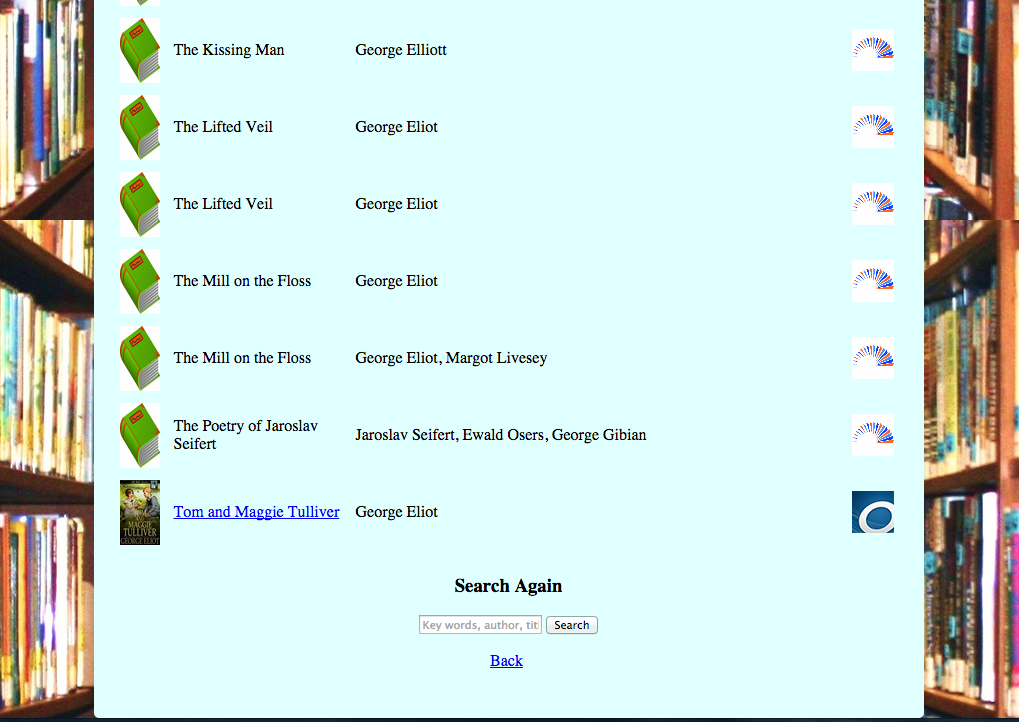 The Kissing Man George Elliott
The Lifted Veil George Eliot
The Lifted Veil George Eliot
The Mill on the Floss George Eliot
The Mill on the Floss George Eliot, Margot Livesey
The Poetry of Jaroslav
Seifert
Jaroslav Seifert, Ewald Osers, George Gibian
MAGGIE
TULLIVER
GEORGE ELIOT
Tom and Maggie Tulliver George Eliot
Search Again
Key words, author, tit Search
Back